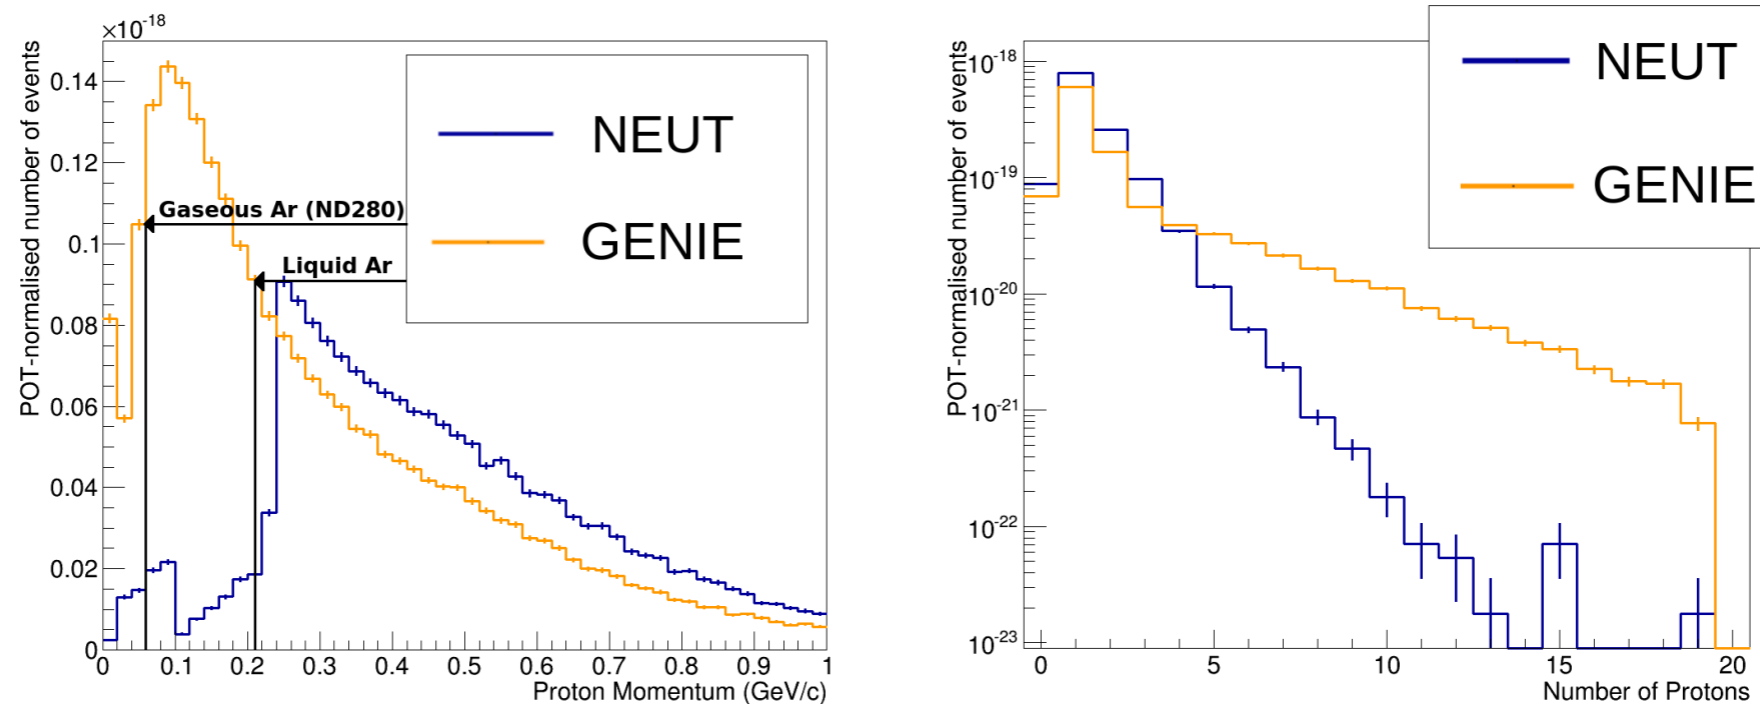 ×10⁻¹⁸
POT-normalised number of events
0.14
0.12
0.1
0.08
0.06
0.04
0.02
0
NEUT
GENIE
Gaseous Ar (ND280)
Liquid Ar
0 0.1 0.2 0.3 0.4 0.5 0.6 0.7 0.8 0.9 1
Proton Momentum (GeV/c)
POT-normalised number of events
10⁻¹⁸
10⁻¹⁹
10⁻²⁰
10⁻²¹
10⁻²²
10⁻²³
NEUT
GENIE
0 5 10 15 20
Number of Protons